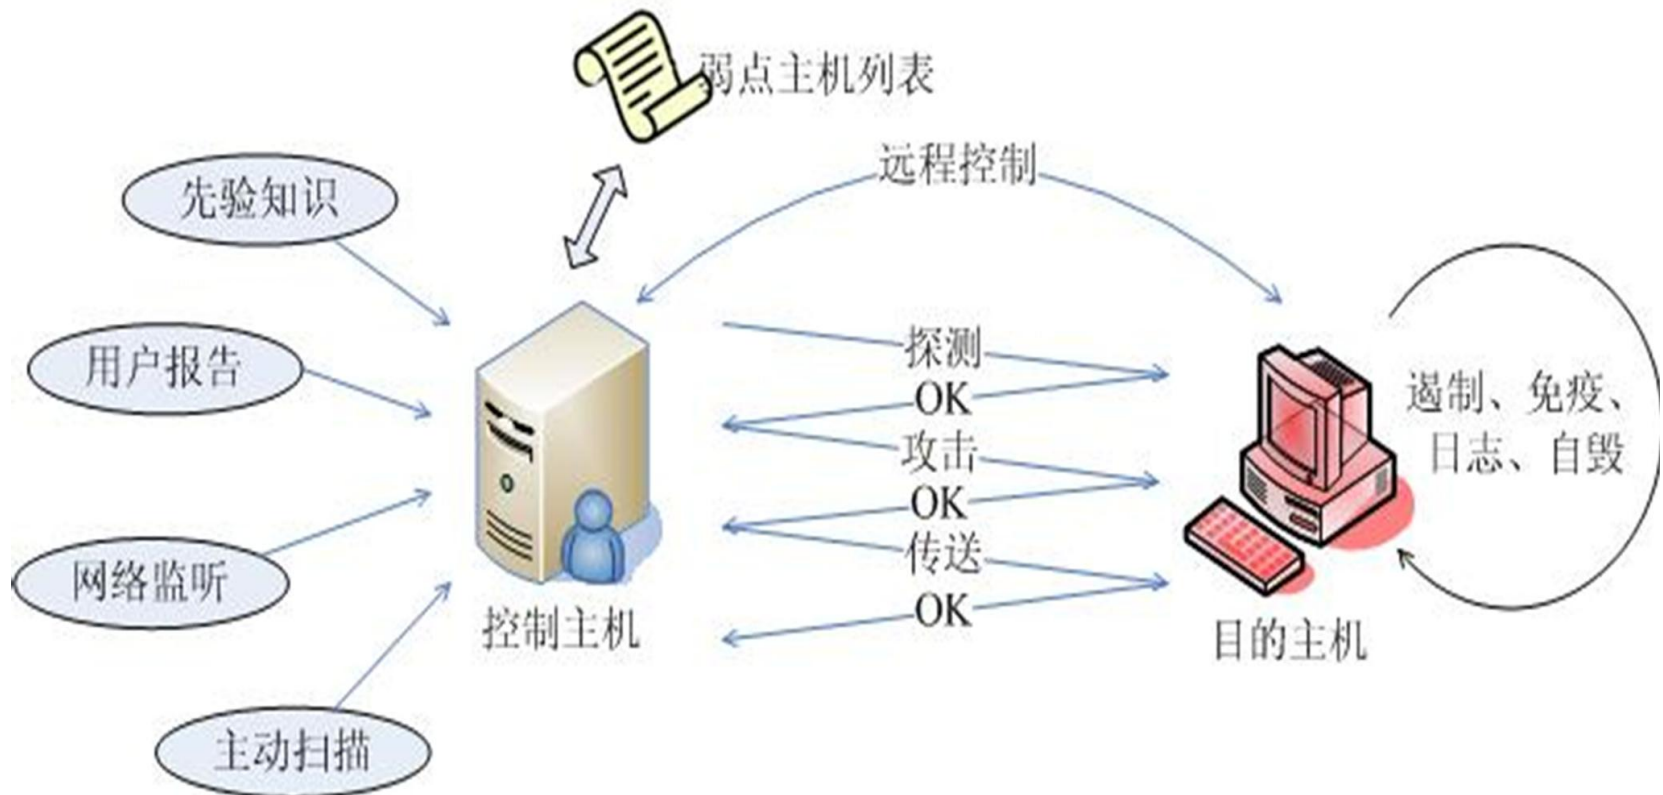 弱点主机列表
远程控制
先验知识
用户报告
网络监听
主动扫描
控制主机
探测
OK
攻击
OK
传送
OK
目的主机
遏制、免疫、
日志、自毁